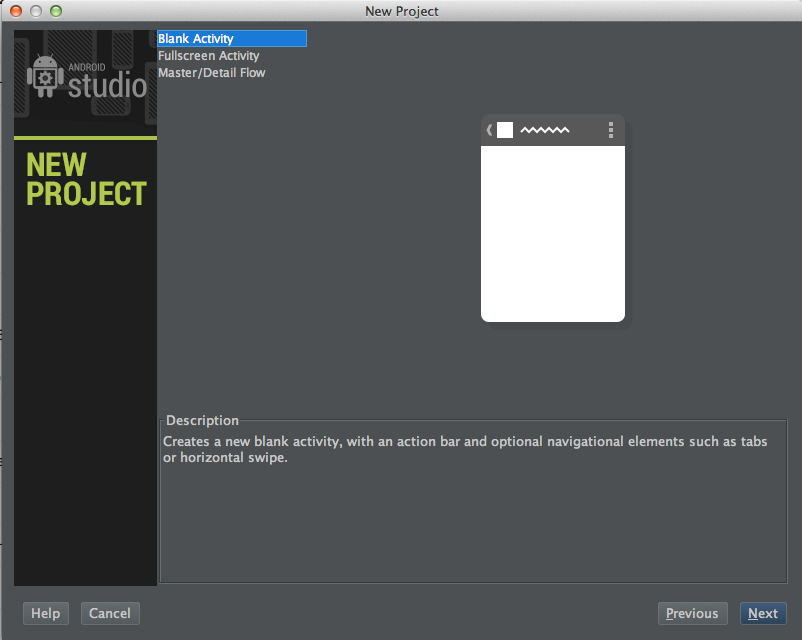 New Project
ANDROID
studio
NEW
PROJECT
Blank Activity
Fullscreen Activity
Master/Detail Flow
Description
Creates a new blank activity, with an action bar and optional navigational elements such as tabs
or horizontal swipe.
Help
Cancel
Previous
Next